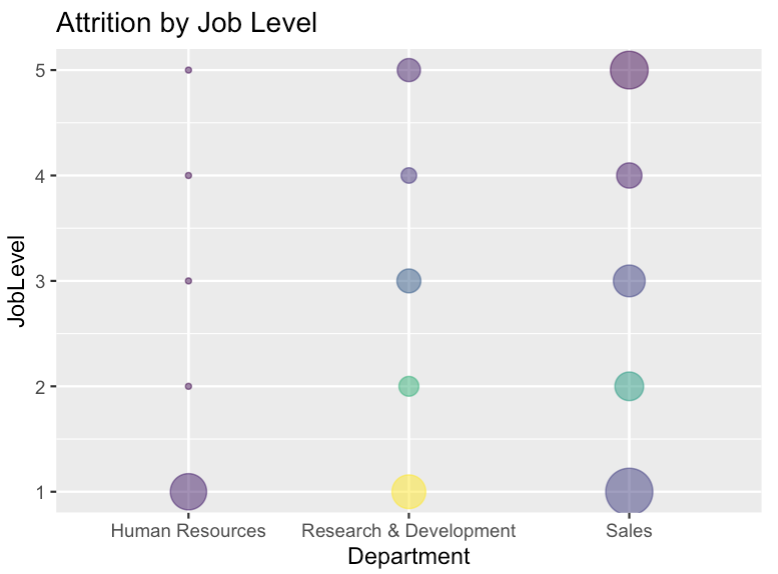 Attrition by Job Level
JobLevel
5
4
3
2
1
Human Resources
Research & Development
Sales
Department